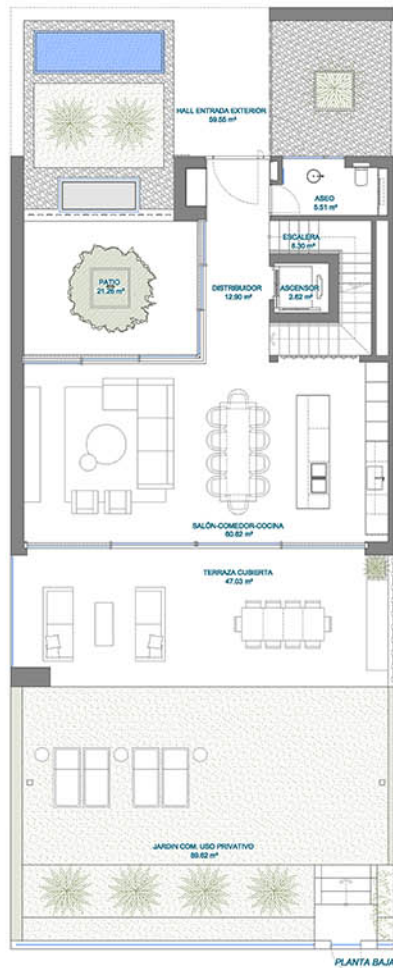 HALL ENTRADA EXTERIOR
59.55 m²
ASEO
5.51 m²
ESCALERA
8.30 m²
PATIO
21.26 m²
DISTRIBUIDOR
12.90 m²
ASCENSOR
2.62 m²
SALÓN-COMEDOR-COCINA
60.62 m²
TERRAZA CUBIERTA
47.03 m²
JARDIN COM. USO PRIVATIVO
89.62 m²
PLANTA BAJA